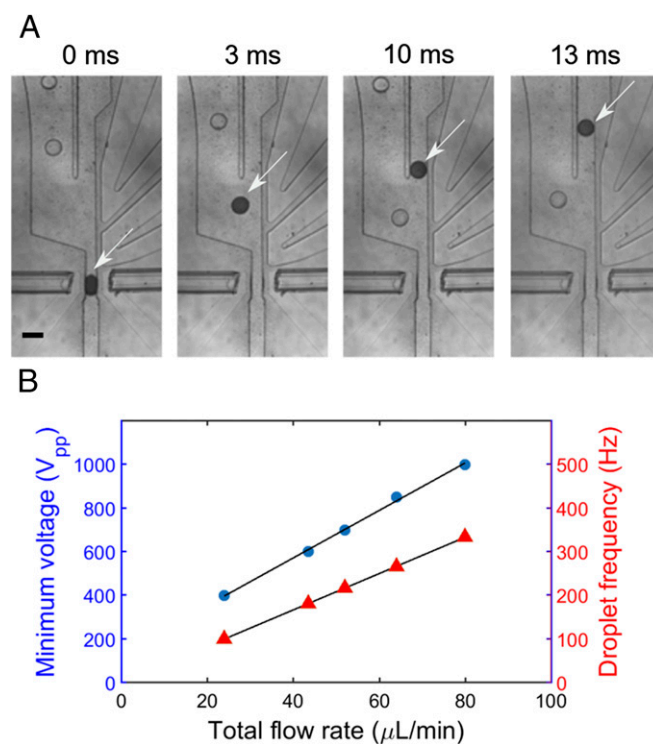 A
0 ms
3 ms
10 ms
13 ms
B
Minimum voltage (Vpp)
1000
800
600
400
200
0
Droplet frequency (Hz)
500
400
300
200
100
0
0
20
40
60
80
100
Total flow rate (μL/min)